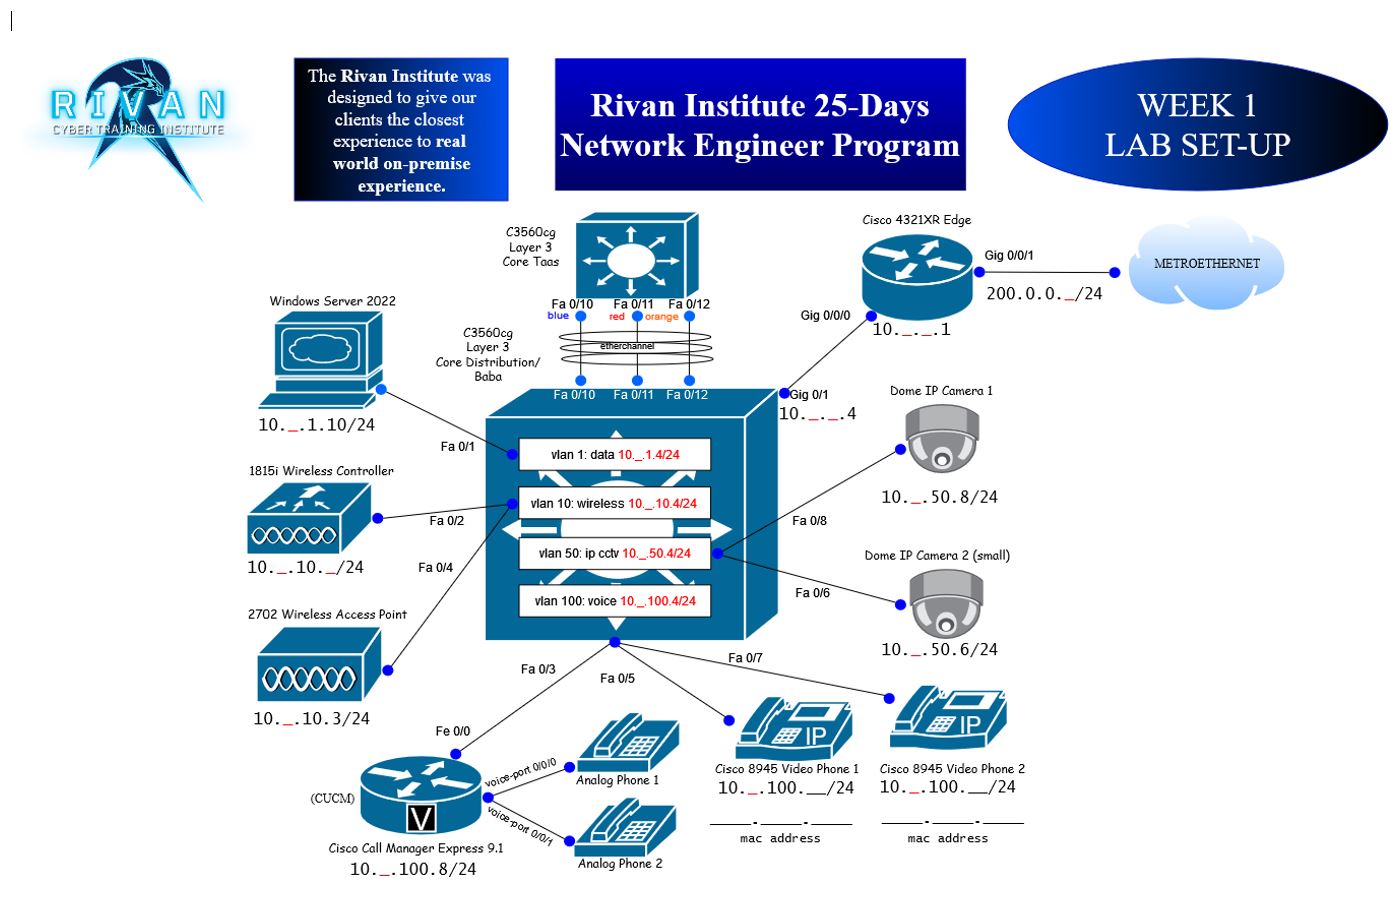 RIVAN
CYBER TRAINING INSTITUTE
The Rivan Institute was
designed to give our
clients the closest
experience to real
world on-premise
experience.
Rivan Institute 25-Days
Network Engineer Program
WEEK 1
LAB SET-UP
C3560cg
Layer 3
Core Taas
Fa 0/10 Fa 0/11 Fa 0/12
blue red orange
etherchannel
C3560cg
Layer 3
Core Distribution/
Baba
Fa 0/10 Fa 0/11 Fa 0/12
Cisco 4321XR Edge
Gig 0/0/1
METROETHERNET
200.0.0._/24
Gig 0/0/0
10._._.1
Gig 0/1
10._._.4
Windows Server 2022
10._.1.10/24
Fa 0/1
1815i Wireless Controller
Fa 0/2
10._.10._/24
Fa 0/4
2702 Wireless Access Point
10._.10.3/24
vlan 1: data 10._.1.4/24
vlan 10: wireless 10._.10.4/24
vlan 50: ip cctv 10._.50.4/24
vlan 100: voice 10._.100.4/24
Dome IP Camera 1
10._.50.8/24
Fa 0/8
Dome IP Camera 2 (small)
Fa 0/6
10._.50.6/24
Fa 0/3
Fa 0/5
Fa 0/7
Fe 0/0
(CUCM)
V
voice-port 0/0/0
voice-port 0/0/1
Analog Phone 1
Analog Phone 2
Cisco Call Manager Express 9.1
10._.100.8/24
IP
Cisco 8945 Video Phone 1
10._.100.__/24
_____._____._____
mac address
IP
Cisco 8945 Video Phone 2
10._.100.__/24
_____._____._____
mac address